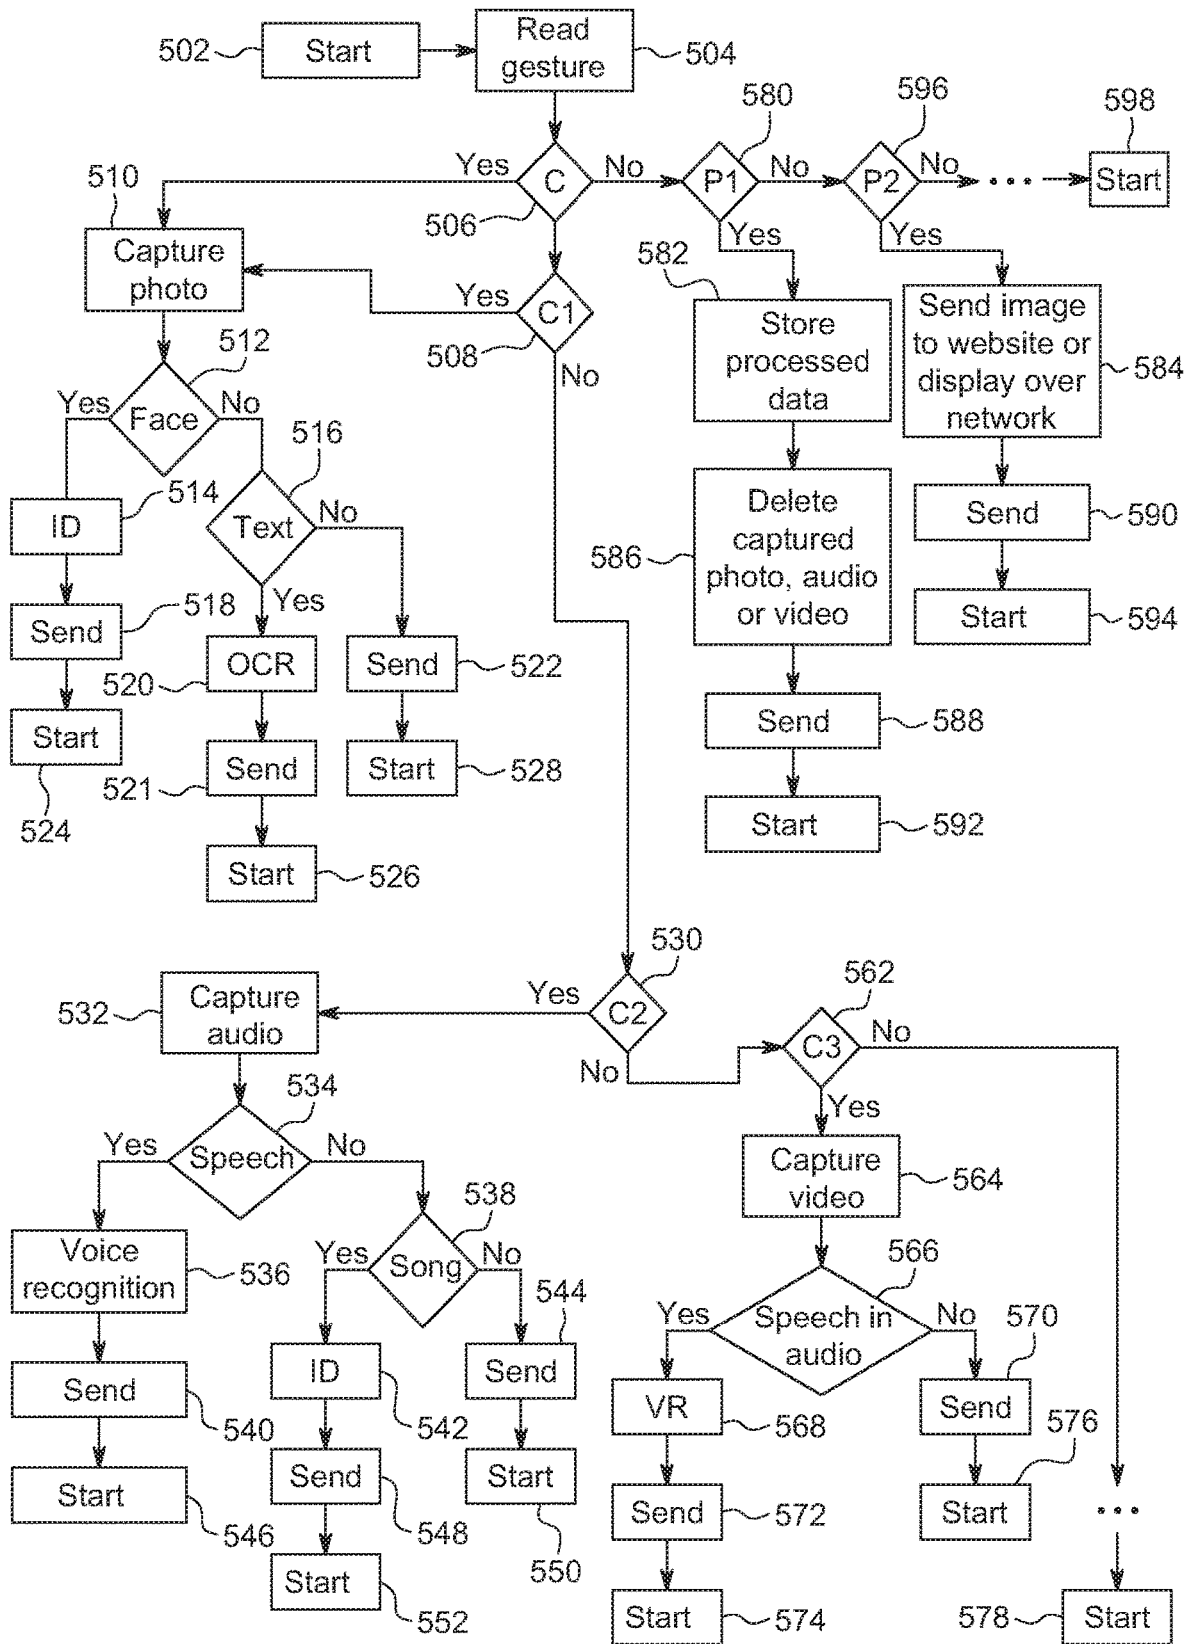 502
Start
Read
gesture
504
580
596
598
510
Yes
C
No
P1
No
P2
No
...
Start
506
Capture
photo
Yes
C1
508
No
Yes
582
Store
processed
data
Yes
Send image
to website or
display over
network
584
512
Yes
Face
No
516
514
ID
Text
No
Yes
586
Delete
captured
photo, audio
or video
Send
590
518
Send
520
OCR
Send
522
Start
594
Start
524
521
Send
Start
528
Send
588
Start
526
Start
592
530
562
532
Capture
audio
Yes
C2
No
C3
No
Yes
534
Yes
Speech
No
538
Capture
video
564
Voice
recognition
536
Yes
Song
No
544
566
Yes
Speech in
audio
No
570
Send
540
ID
542
Send
VR
568
Send
576
Start
546
Send
548
Start
550
Send
572
Start
...
Start
552
Start
574
578
Start